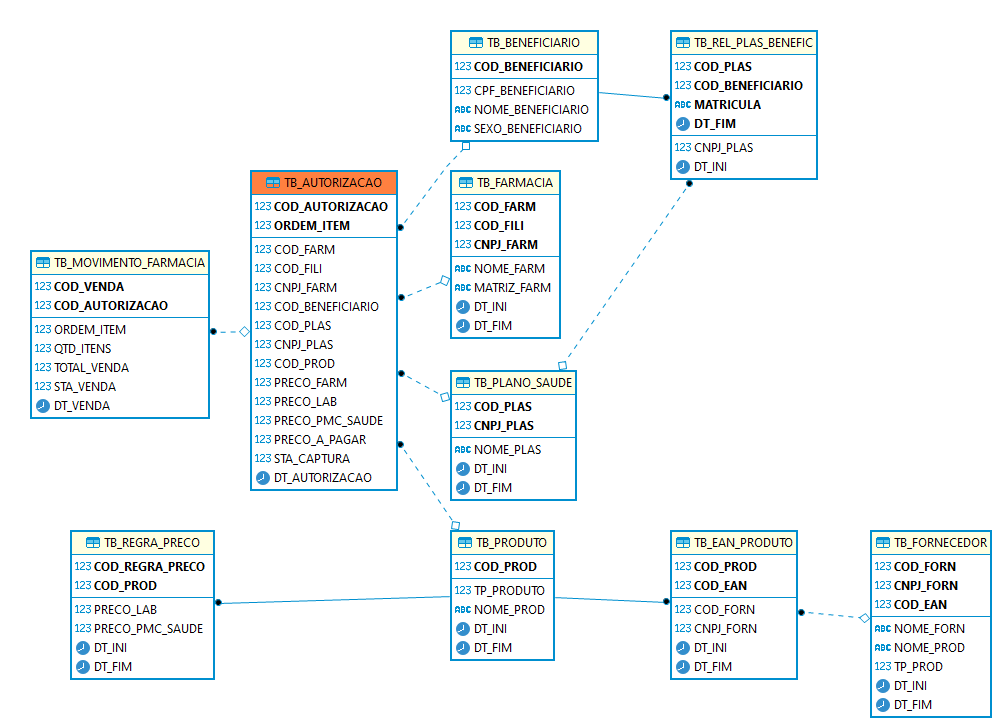 TB_BENEFICIARIO
123 COD_BENEFICIARIO
123 CPF_BENEFICIARIO
ABC NOME_BENEFICIARIO
ABC SEXO_BENEFICIARIO
TB_REL_PLAS_BENEFIC
123 COD_PLAS
123 COD_BENEFICIARIO
ABC MATRICULA
DT_FIM
123 CNPJ_PLAS
DT_INI
TB_AUTORIZACAO
123 COD_AUTORIZACAO
123 ORDEM_ITEM
123 COD_FARM
123 COD_FILI
123 CNPJ_FARM
123 COD_BENEFICIARIO
123 COD_PLAS
123 CNPJ_PLAS
123 COD_PROD
123 PRECO_FARM
123 PRECO_LAB
123 PRECO_PMC_SAUDE
123 PRECO_A_PAGAR
123 STA_CAPTURA
DT_AUTORIZACAO
TB_FARMACIA
123 COD_FARM
123 COD_FILI
123 CNPJ_FARM
ABC NOME_FARM
ABC MATRIZ_FARM
DT_INI
DT_FIM
TB_MOVIMENTO_FARMACIA
123 COD_VENDA
123 COD_AUTORIZACAO
123 ORDEM_ITEM
123 QTD_ITENS
123 TOTAL_VENDA
123 STA_VENDA
DT_VENDA
TB_PLANO_SAUDE
123 COD_PLAS
123 CNPJ_PLAS
ABC NOME_PLAS
DT_INI
DT_FIM
TB_REGRA_PRECO
123 COD_REGRA_PRECO
123 COD_PROD
123 PRECO_LAB
123 PRECO_PMC_SAUDE
DT_INI
DT_FIM
TB_PRODUTO
123 COD_PROD
123 TP_PRODUTO
ABC NOME_PROD
DT_INI
DT_FIM
TB_EAN_PRODUTO
123 COD_PROD
123 COD_EAN
123 COD_FORN
123 CNPJ_FORN
DT_INI
DT_FIM
TB_FORNECEDOR
123 COD_FORN
123 CNPJ_FORN
123 COD_EAN
ABC NOME_FORN
ABC NOME_PROD
123 TP_PROD
DT_INI
DT_FIM